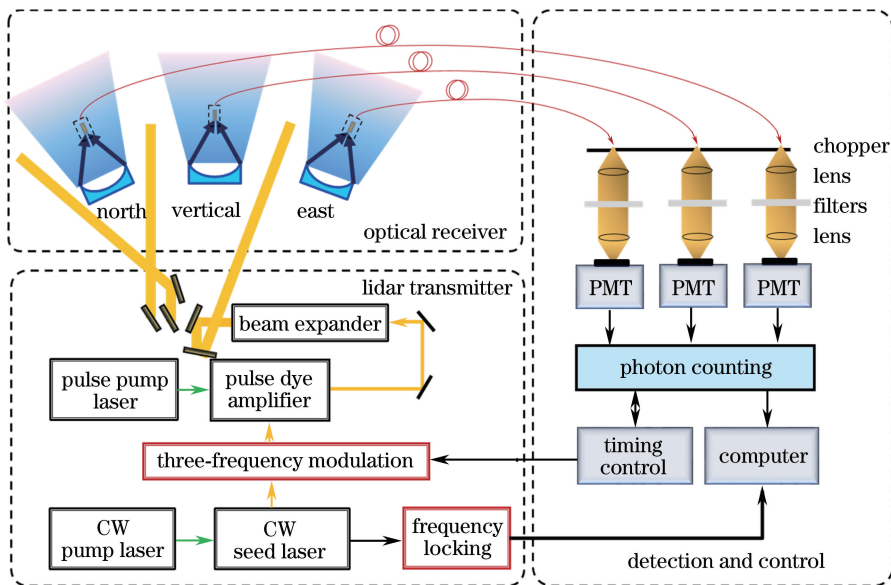 north
vertical
east
optical receiver
lidar transmitter
beam expander
pulse pump
laser
pulse dye
amplifier
three-frequency modulation
CW
pump laser
CW
seed laser
frequency
locking
chopper
lens
filters
lens
PMT
PMT
PMT
photon counting
timing
control
computer
detection and control